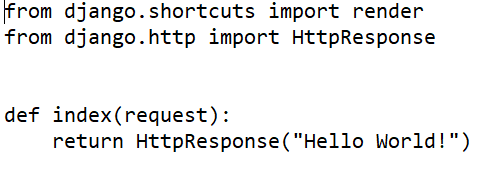 from django.shortcuts import render
from django.http import HttpResponse
def index(request):
    return HttpResponse("Hello World!")